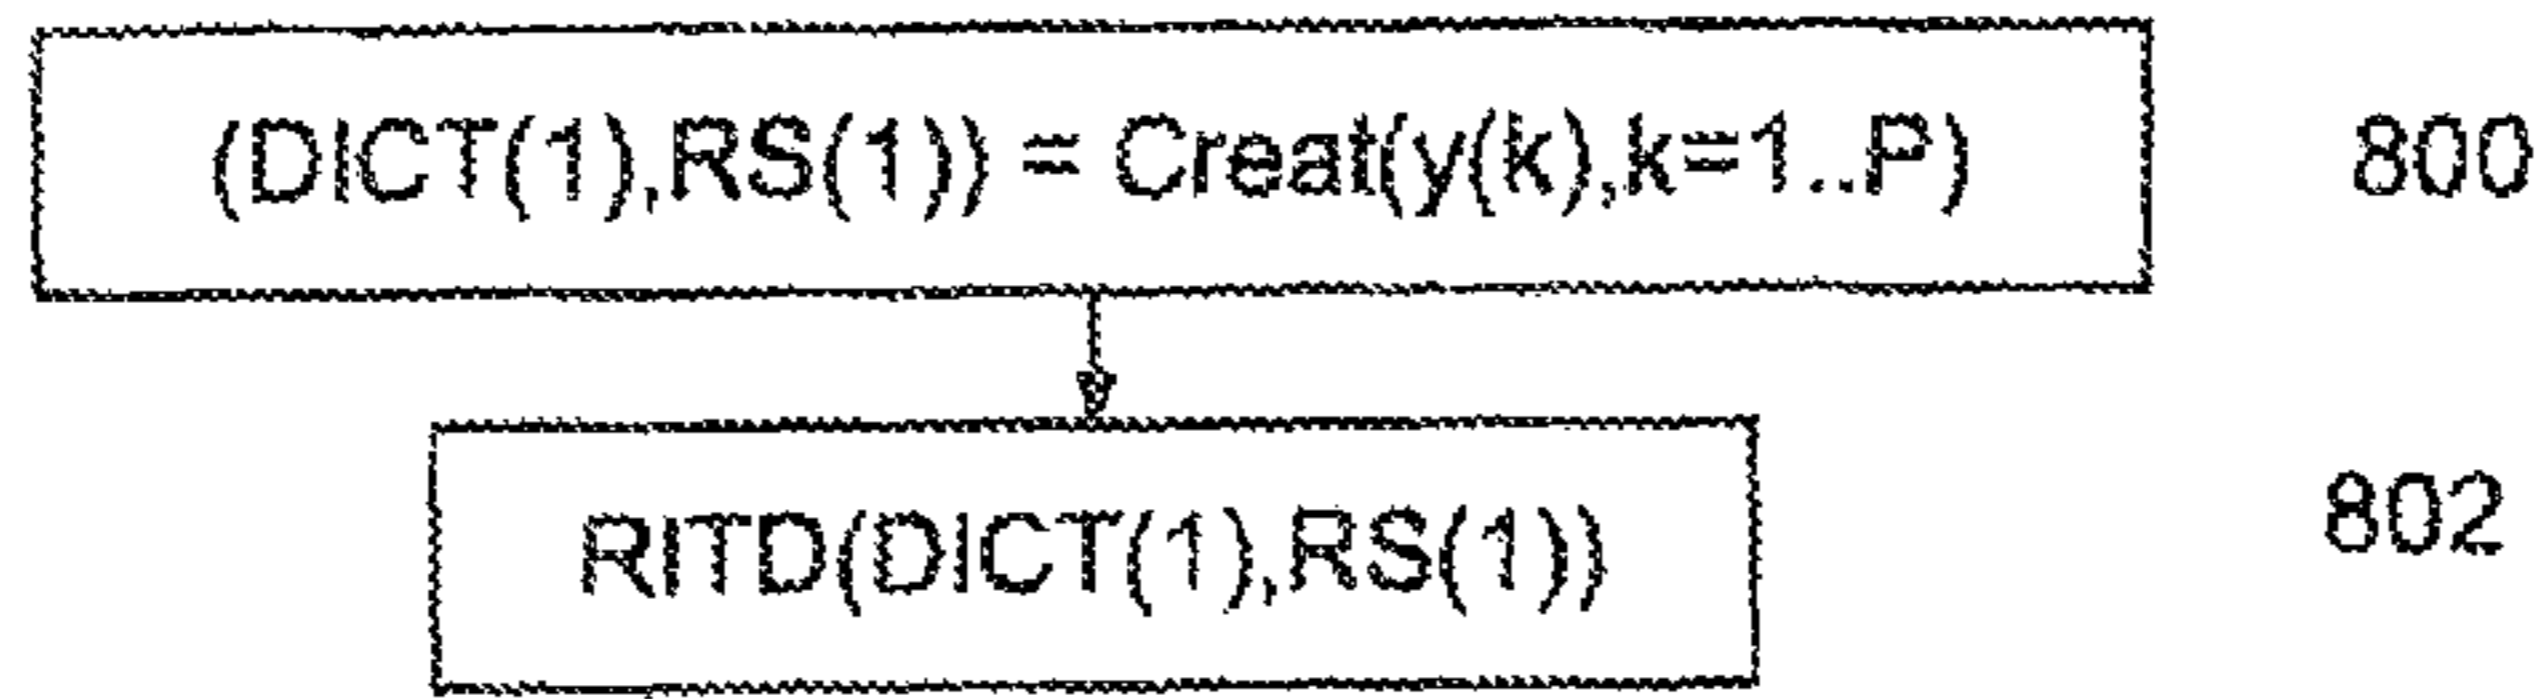 (DICT(1),RS(1)) = Creat(y(k),k=1..P) 800
RITD(DICT(1),RS(1)) 802